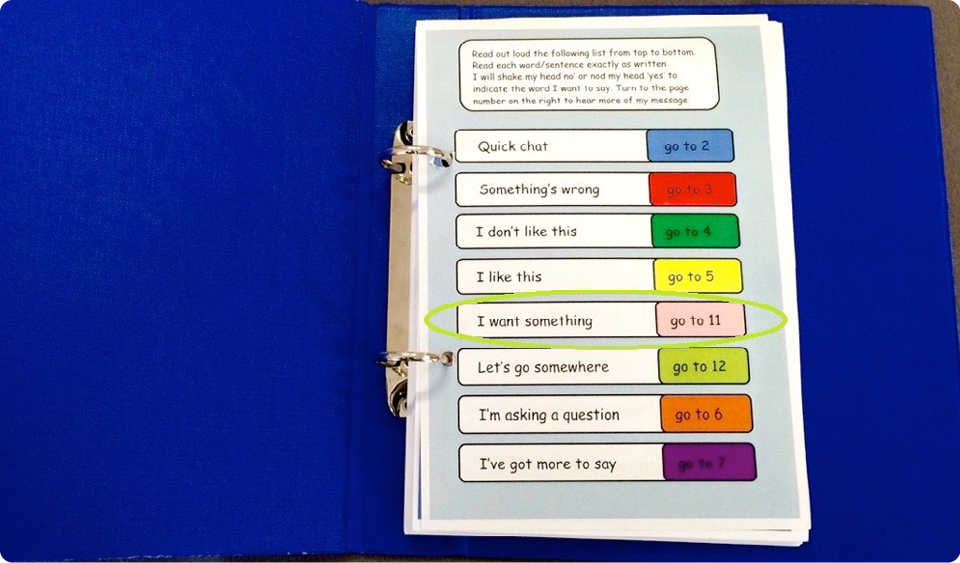 Read out loud the following list from top to bottom.
Read each word/sentence exactly as written
I will shake my head no' or nod my head 'yes' to
indicate the word I want to say. Turn to the page
number on the right to hear more of my message
Quick chat go to 2
Something's wrong go to 3
I don't like this go to 4
I like this go to 5
I want something go to 11
Let's go somewhere go to 12
I'm asking a question go to 6
I've got more to say go to 7